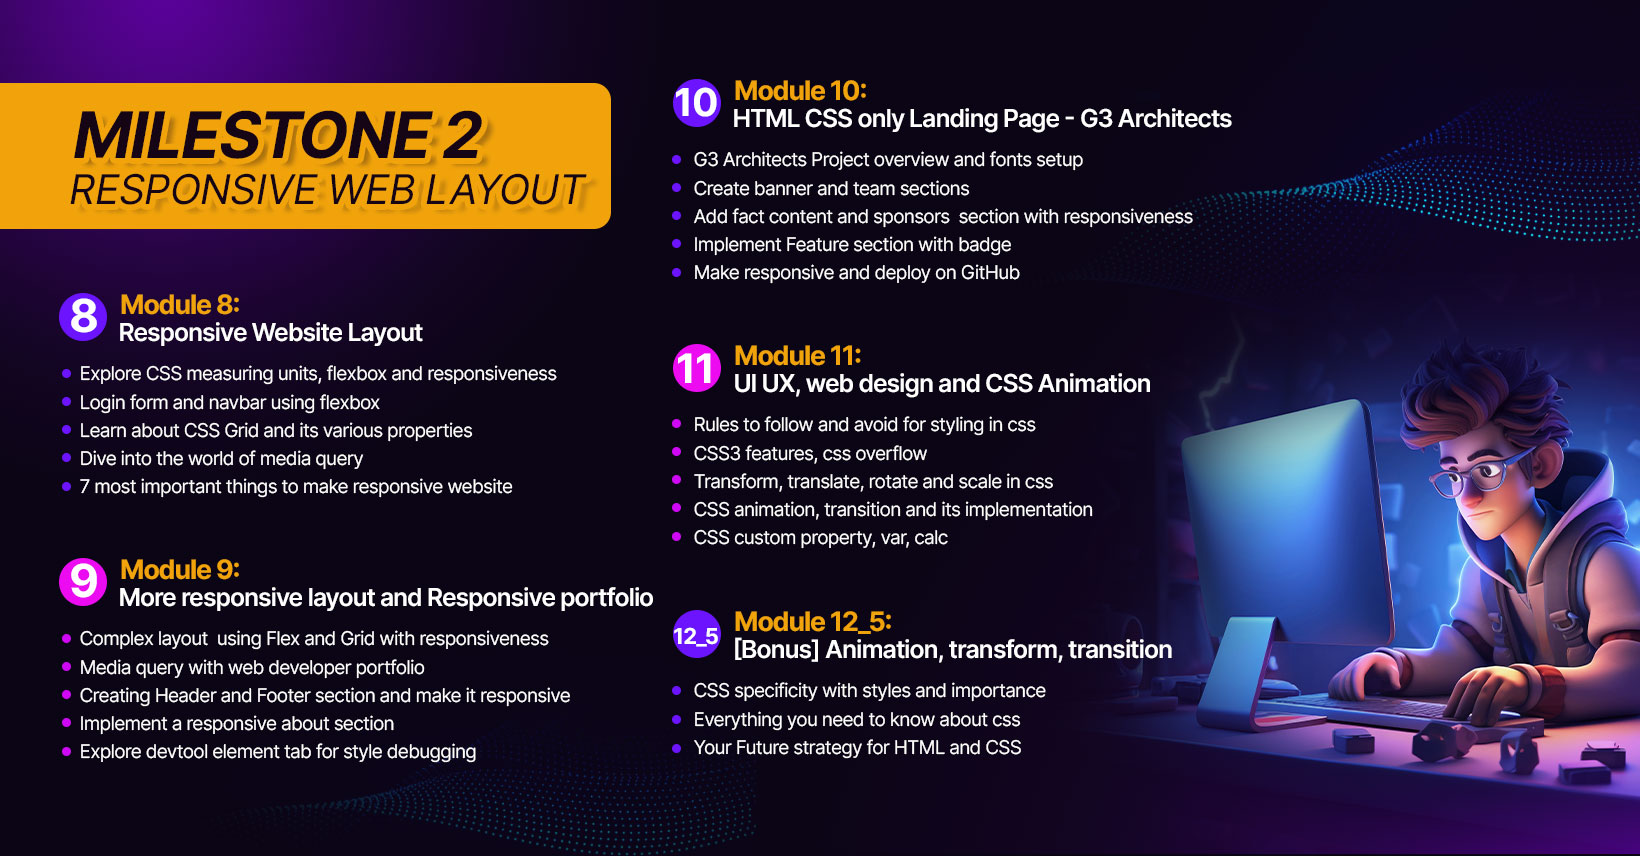 MILESTONE 2
RESPONSIVE WEB LAYOUT
8
Module 8:
Responsive Website Layout
Explore CSS measuring units, flexbox and responsiveness
Login form and navbar using flexbox
Learn about CSS Grid and its various properties
Dive into the world of media query
7 most important things to make responsive website
9
Module 9:
More responsive layout and Responsive portfolio
Complex layout using Flex and Grid with responsiveness
Media query with web developer portfolio
Creating Header and Footer section and make it responsive
Implement a responsive about section
Explore devtool element tab for style debugging
10
Module 10:
HTML CSS only Landing Page - G3 Architects
G3 Architects Project overview and fonts setup
Create banner and team sections
Add fact content and sponsors section with responsiveness
Implement Feature section with badge
Make responsive and deploy on GitHub
11
Module 11:
UI UX, web design and CSS Animation
Rules to follow and avoid for styling in css
CSS3 features, css overflow
Transform, translate, rotate and scale in css
CSS animation, transition and its implementation
CSS custom property, var, calc
12_5
Module 12_5:
[Bonus] Animation, transform, transition
CSS specificity with styles and importance
Everything you need to know about css
Your Future strategy for HTML and CSS